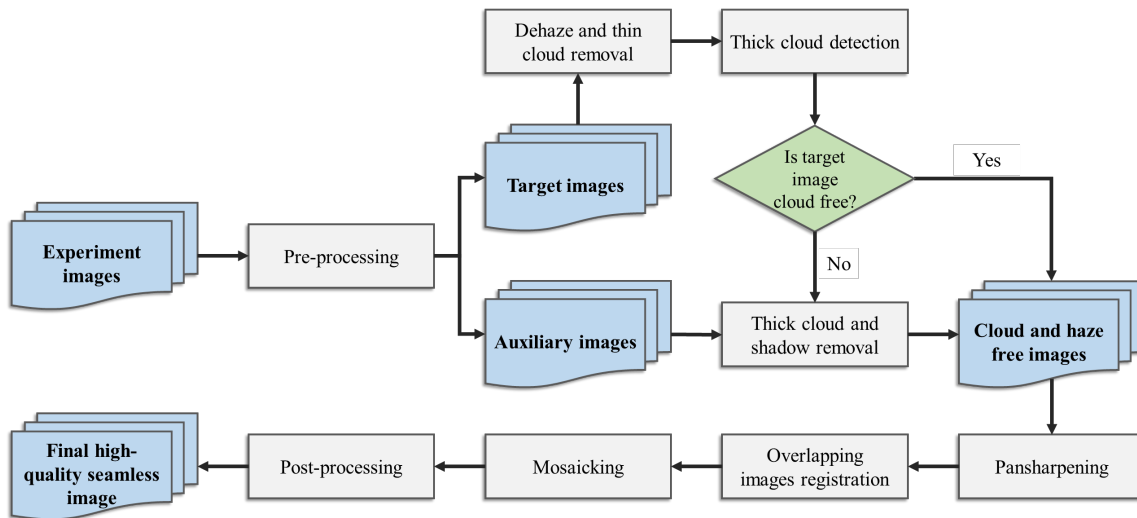 Dehaze and thin
cloud removal
Thick cloud detection
Target images
Is target
image
cloud free?
Yes
Experiment
images
Pre-processing
No
Auxiliary images
Thick cloud and
shadow removal
Cloud and haze
free images
Final high-
quality seamless
image
Post-processing
Mosaicking
Overlapping
images registration
Pansharpening